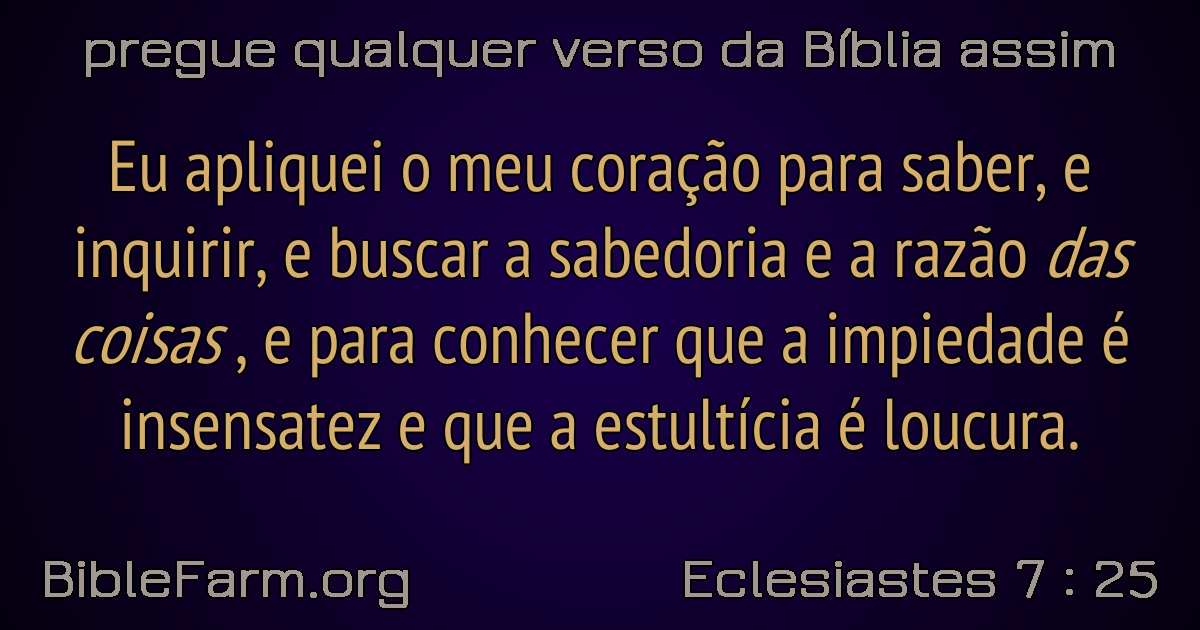 pregue qualquer verso da Bíblia assim
Eu apliquei o meu coração para saber, e
inquirir, e buscar a sabedoria e a razão das
coisas , e para conhecer que a impiedade é
insensatez e que a estultícia é loucura.
BibleFarm.org
Eclesiastes 7 : 25